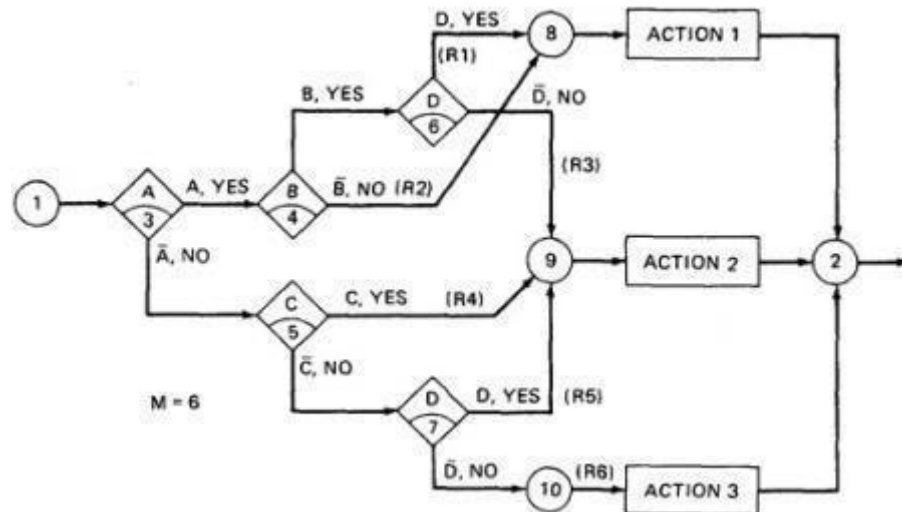 D, YES
8
ACTION 1
(R1)
B, YES
D
6
D̅, NO
A
3
A, YES
B
4
B̅, NO (R2)
(R3)
1
A̅, NO
9
ACTION 2
2
C
5
C, YES (R4)
C̅, NO
M = 6
D
7
D, YES (R5)
D̅, NO
10
(R6)
ACTION 3